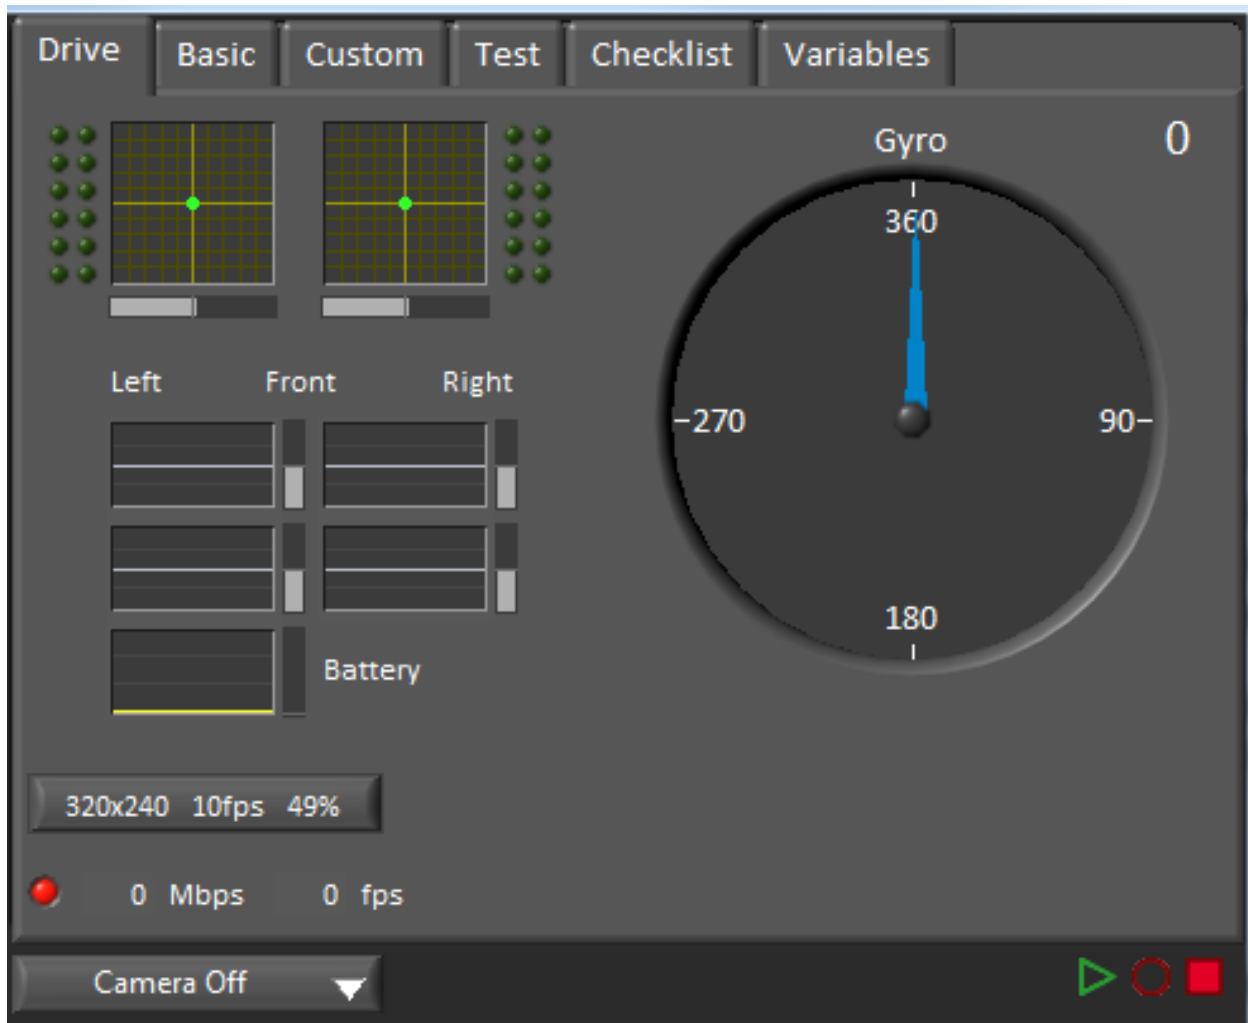 Drive Basic Custom Test Checklist Variables
Gyro 0
360
270 90
180
Left Front Right
Battery
320x240 10fps 49%
0 Mbps 0 fps
Camera Off